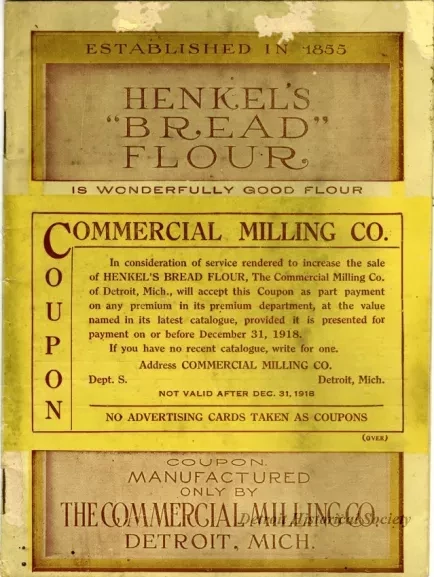 ESTABLISHED IN 1855
HENKEL'S
"BREAD"
FLOUR
IS WONDERFULLY GOOD FLOUR
COUPON
COMMERCIAL MILLING CO.
In consideration of service rendered to increase the sale
of HENKEL'S BREAD FLOUR, The Commercial Milling Co.
of Detroit, Mich., will accept this Coupon as part payment
on any premium in its premium department, at the value
named in its latest catalogue, provided it is presented for
payment on or before December 31, 1918.
If you have no recent catalogue, write for one.
Address COMMERCIAL MILLING CO.
Dept. S. Detroit, Mich.
NOT VALID AFTER DEC. 31, 1918
NO ADVERTISING CARDS TAKEN AS COUPONS
(OVER)
COUPON.
MANUFACTURED
ONLY BY
THE COMMERCIAL MILLING CO.
Detroit Historical Society
DETROIT, MICH.